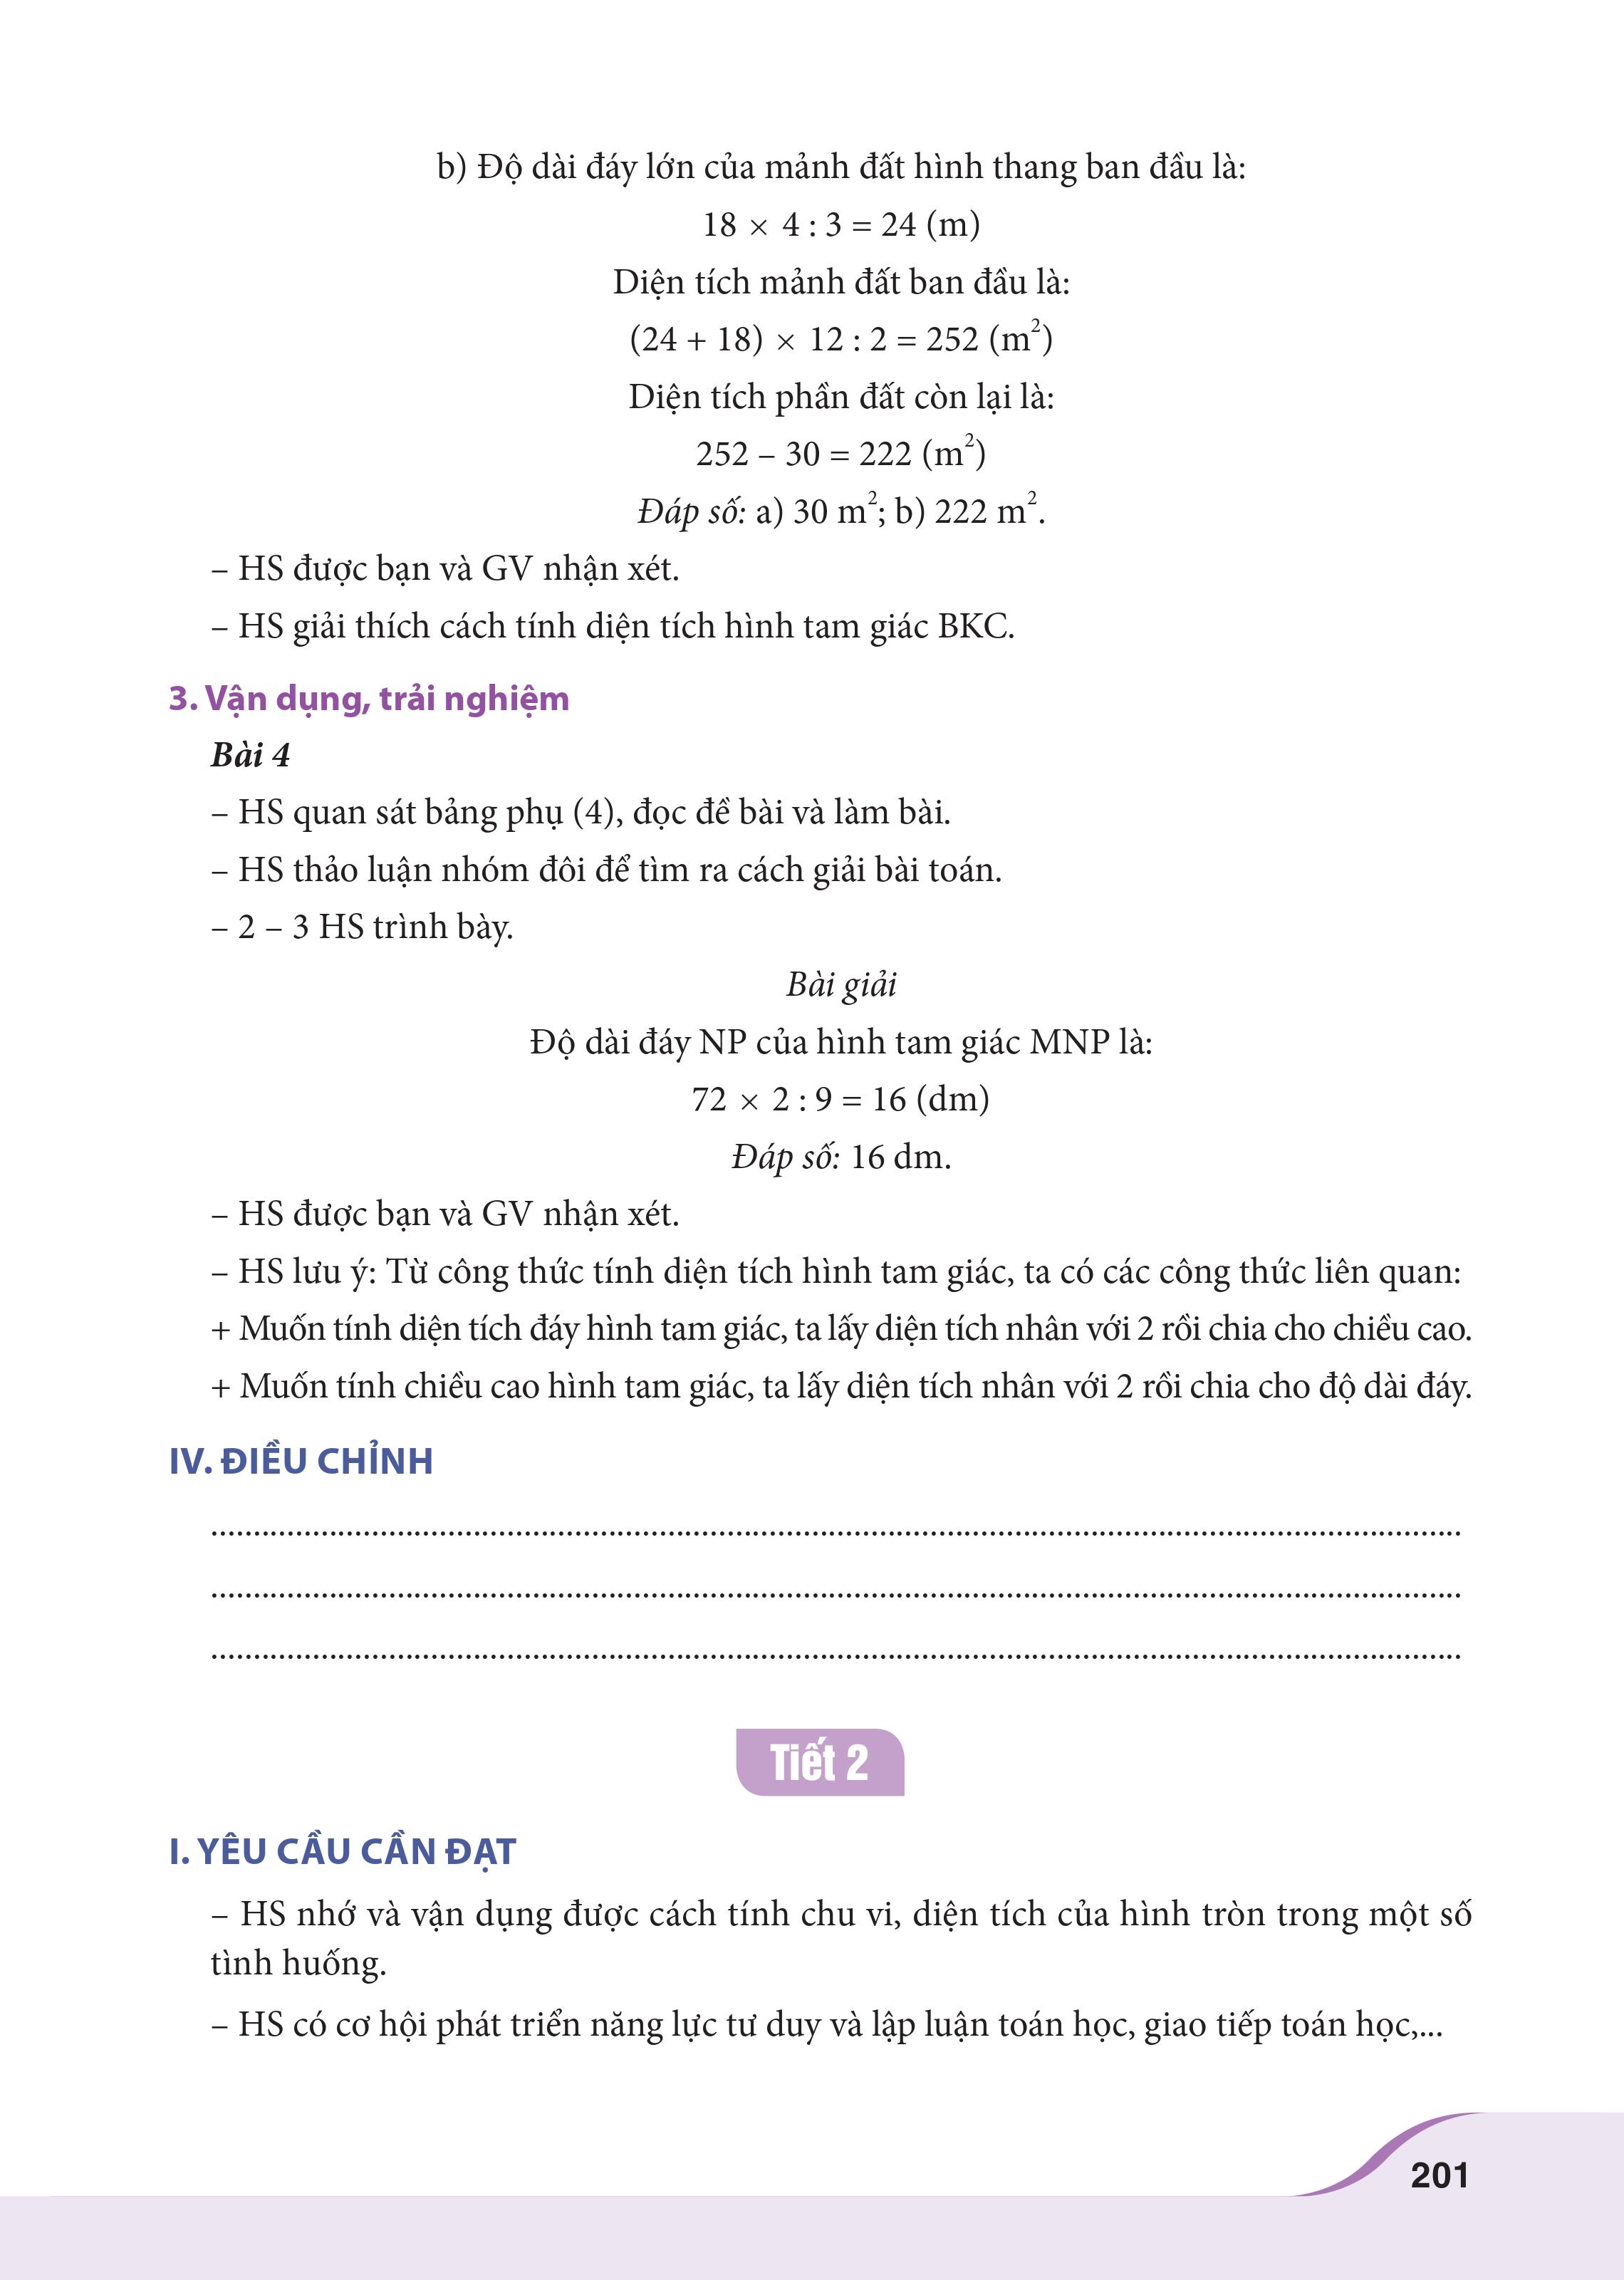 b) Độ dài đáy lớn của mảnh đất hình thang ban đầu là:
18 × 4 : 3 = 24 (m)
Diện tích mảnh đất ban đầu là:
(24 + 18) × 12 : 2 = 252 (m²)
Diện tích phần đất còn lại là:
252 – 30 = 222 (m²)
Đáp số: a) 30 m²; b) 222 m².
– HS được bạn và GV nhận xét.
– HS giải thích cách tính diện tích hình tam giác BKC.
3. Vận dụng, trải nghiệm
Bài 4
– HS quan sát bảng phụ (4), đọc đề bài và làm bài.
– HS thảo luận nhóm đôi để tìm ra cách giải bài toán.
– 2 – 3 HS trình bày.
Bài giải
Độ dài đáy NP của hình tam giác MNP là:
72 × 2 : 9 = 16 (dm)
Đáp số: 16 dm.
– HS được bạn và GV nhận xét.
– HS lưu ý: Từ công thức tính diện tích hình tam giác, ta có các công thức liên quan:
+ Muốn tính diện tích đáy hình tam giác, ta lấy diện tích nhân với 2 rồi chia cho chiều cao.
+ Muốn tính chiều cao hình tam giác, ta lấy diện tích nhân với 2 rồi chia cho độ dài đáy.
IV. ĐIỀU CHỈNH
Tiết 2
I. YÊU CẦU CẦN ĐẠT
– HS nhớ và vận dụng được cách tính chu vi, diện tích của hình tròn trong một số
tình huống.
– HS có cơ hội phát triển năng lực tư duy và lập luận toán học, giao tiếp toán học,...
201